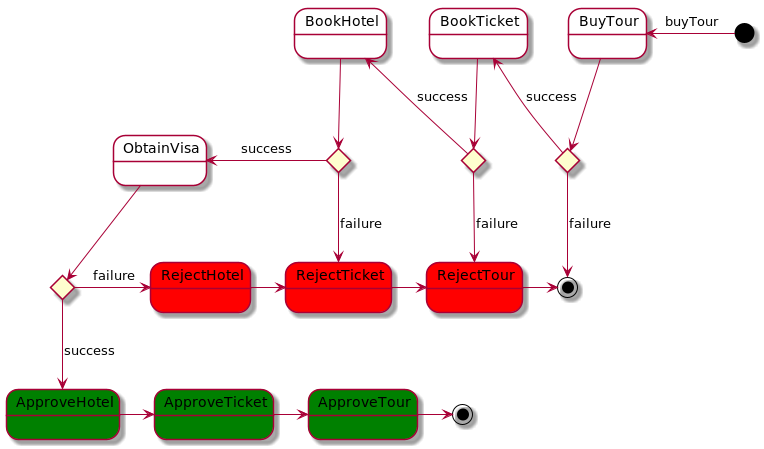 BookHotel
BookTicket
BuyTour
buyTour
success
success
ObtainVisa
success
failure
failure
failure
failure
RejectHotel
RejectTicket
RejectTour
success
ApproveHotel
ApproveTicket
ApproveTour